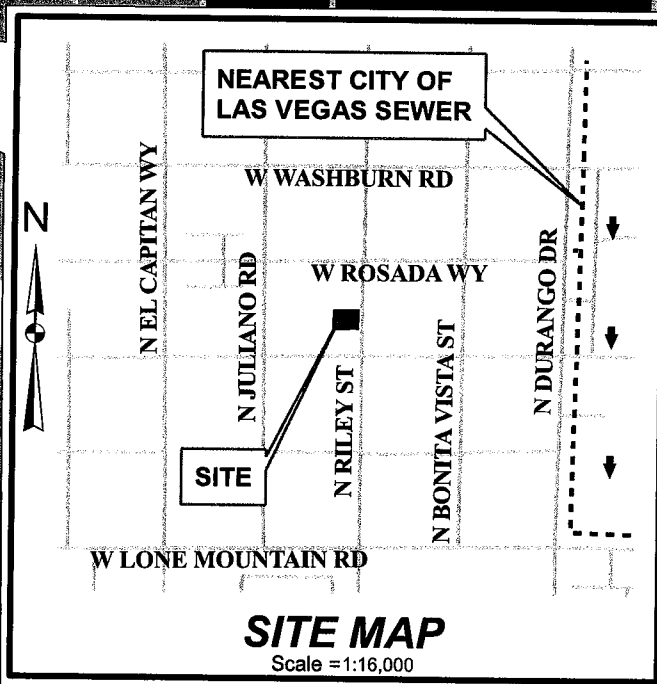 NEAREST CITY OF
LAS VEGAS SEWER
N EL CAPITAN WY
W WASHBURN RD
N
N JULIANO RD
W ROSADA WY
N DURANGO DR
N RILEY ST
N BONITA VISTA ST
SITE
W LONE MOUNTAIN RD
SITE MAP
Scale =1:16,000